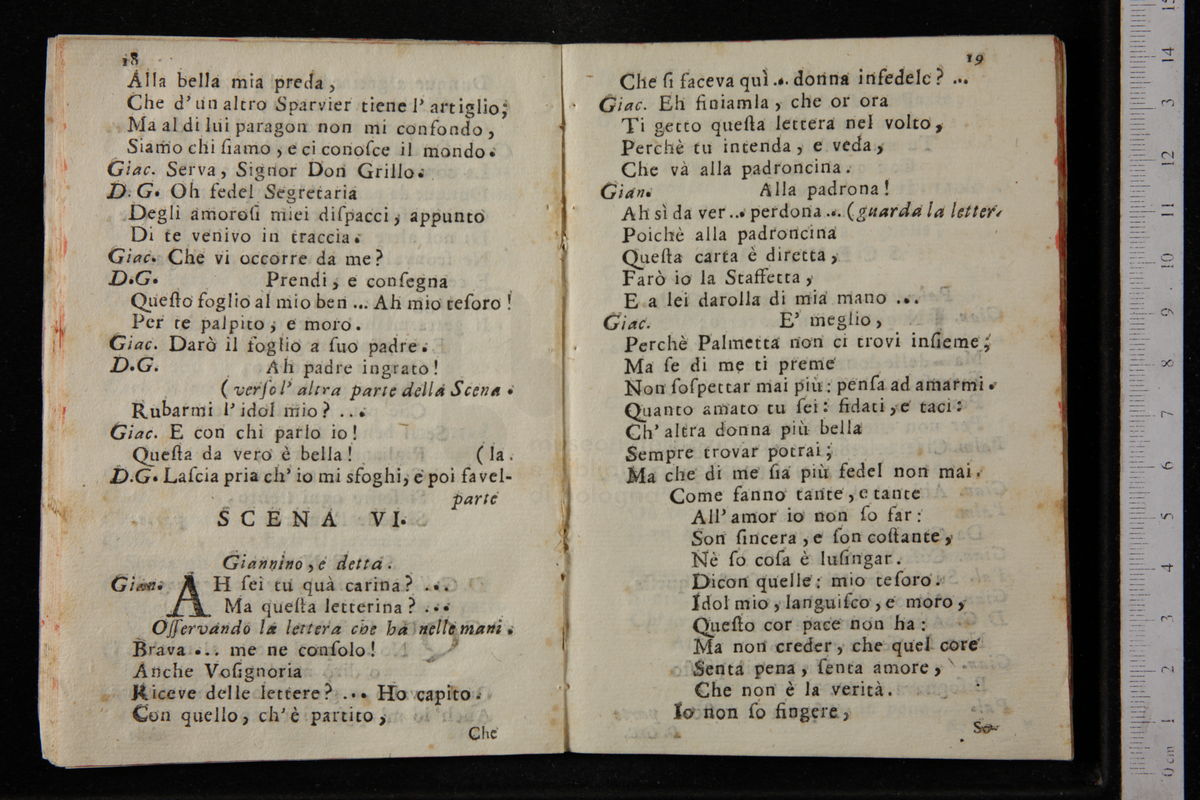 18
Alla bella mia preda,
Che d'un altro Sparvier tiene l'artiglio;
Ma al di lui paragon non mi confondo,
Siamo chi ſiamo, e ci conoſce il mondo.
Giac. Serva, Signor Don Grillo.
D. G. Oh fedel Segretaria
Degli amoroſi miei diſpacci, appunto
Di te venivo in traccia.
Giac. Che vi occorre da me?
D.G. Prendi, e conſegna
Queſto foglio al mio ben ... Ah mio teſoro!
Per te palpito, e moro.
Giac. Darò il foglio a ſuo padre.
D.G. Ah padre ingrato!
(verſo l'altra parte della Scena.
Rubarmi l'idol mio? ...
Giac. E con chi parlo io!
Queſta da vero è bella! (la.
D.G. Laſcia pria ch'io mi sfoghi, e poi favel-
parte
SCENA VI.
Giannino, e detta.
Gian. AH ſei tu quà carina? ...
Ma queſta letterina? ...
Oſſervando la lettera che ha nelle mani.
Brava ... me ne conſolo!
Anche Voſignoria
Riceve delle lettere? ... Ho capito.
Con quello, ch'è partito,
Che
19
Che ſi faceva quì .. donna infedele? ...
Giac. Eh finiamla, che or ora
Ti getto queſta lettera nel volto,
Perchè tu intenda, e veda,
Che và alla padroncina.
Gian. Alla padrona!
Ah sì da ver ... perdona ... (guarda la letter.
Poichè alla padroncina
Queſta carta è diretta,
Farò io la Staffetta,
E a lei darolla di mia mano ...
Giac. E' meglio,
Perchè Palmetta non ci trovi inſieme;
Ma ſe di me ti preme
Non ſoſpettar mai più: penſa ad amarmi.
Quanto amato tu ſei: fidati, e taci:
Ch'altra donna più bella
Sempre trovar potrai;
Ma che di me ſia più fedel non mai.
Come fanno tante, e tante
All'amor io non ſo far:
Son ſincera, e ſon coſtante,
Nè ſo coſa è luſingar.
Dicon quelle: mio teſoro.
Idol mio, languiſco, e moro,
Queſto cor pace non ha:
Ma non creder, che quel core
Senta pena, ſenta amore,
Che non è la verità.
Io non ſo fingere,
So-